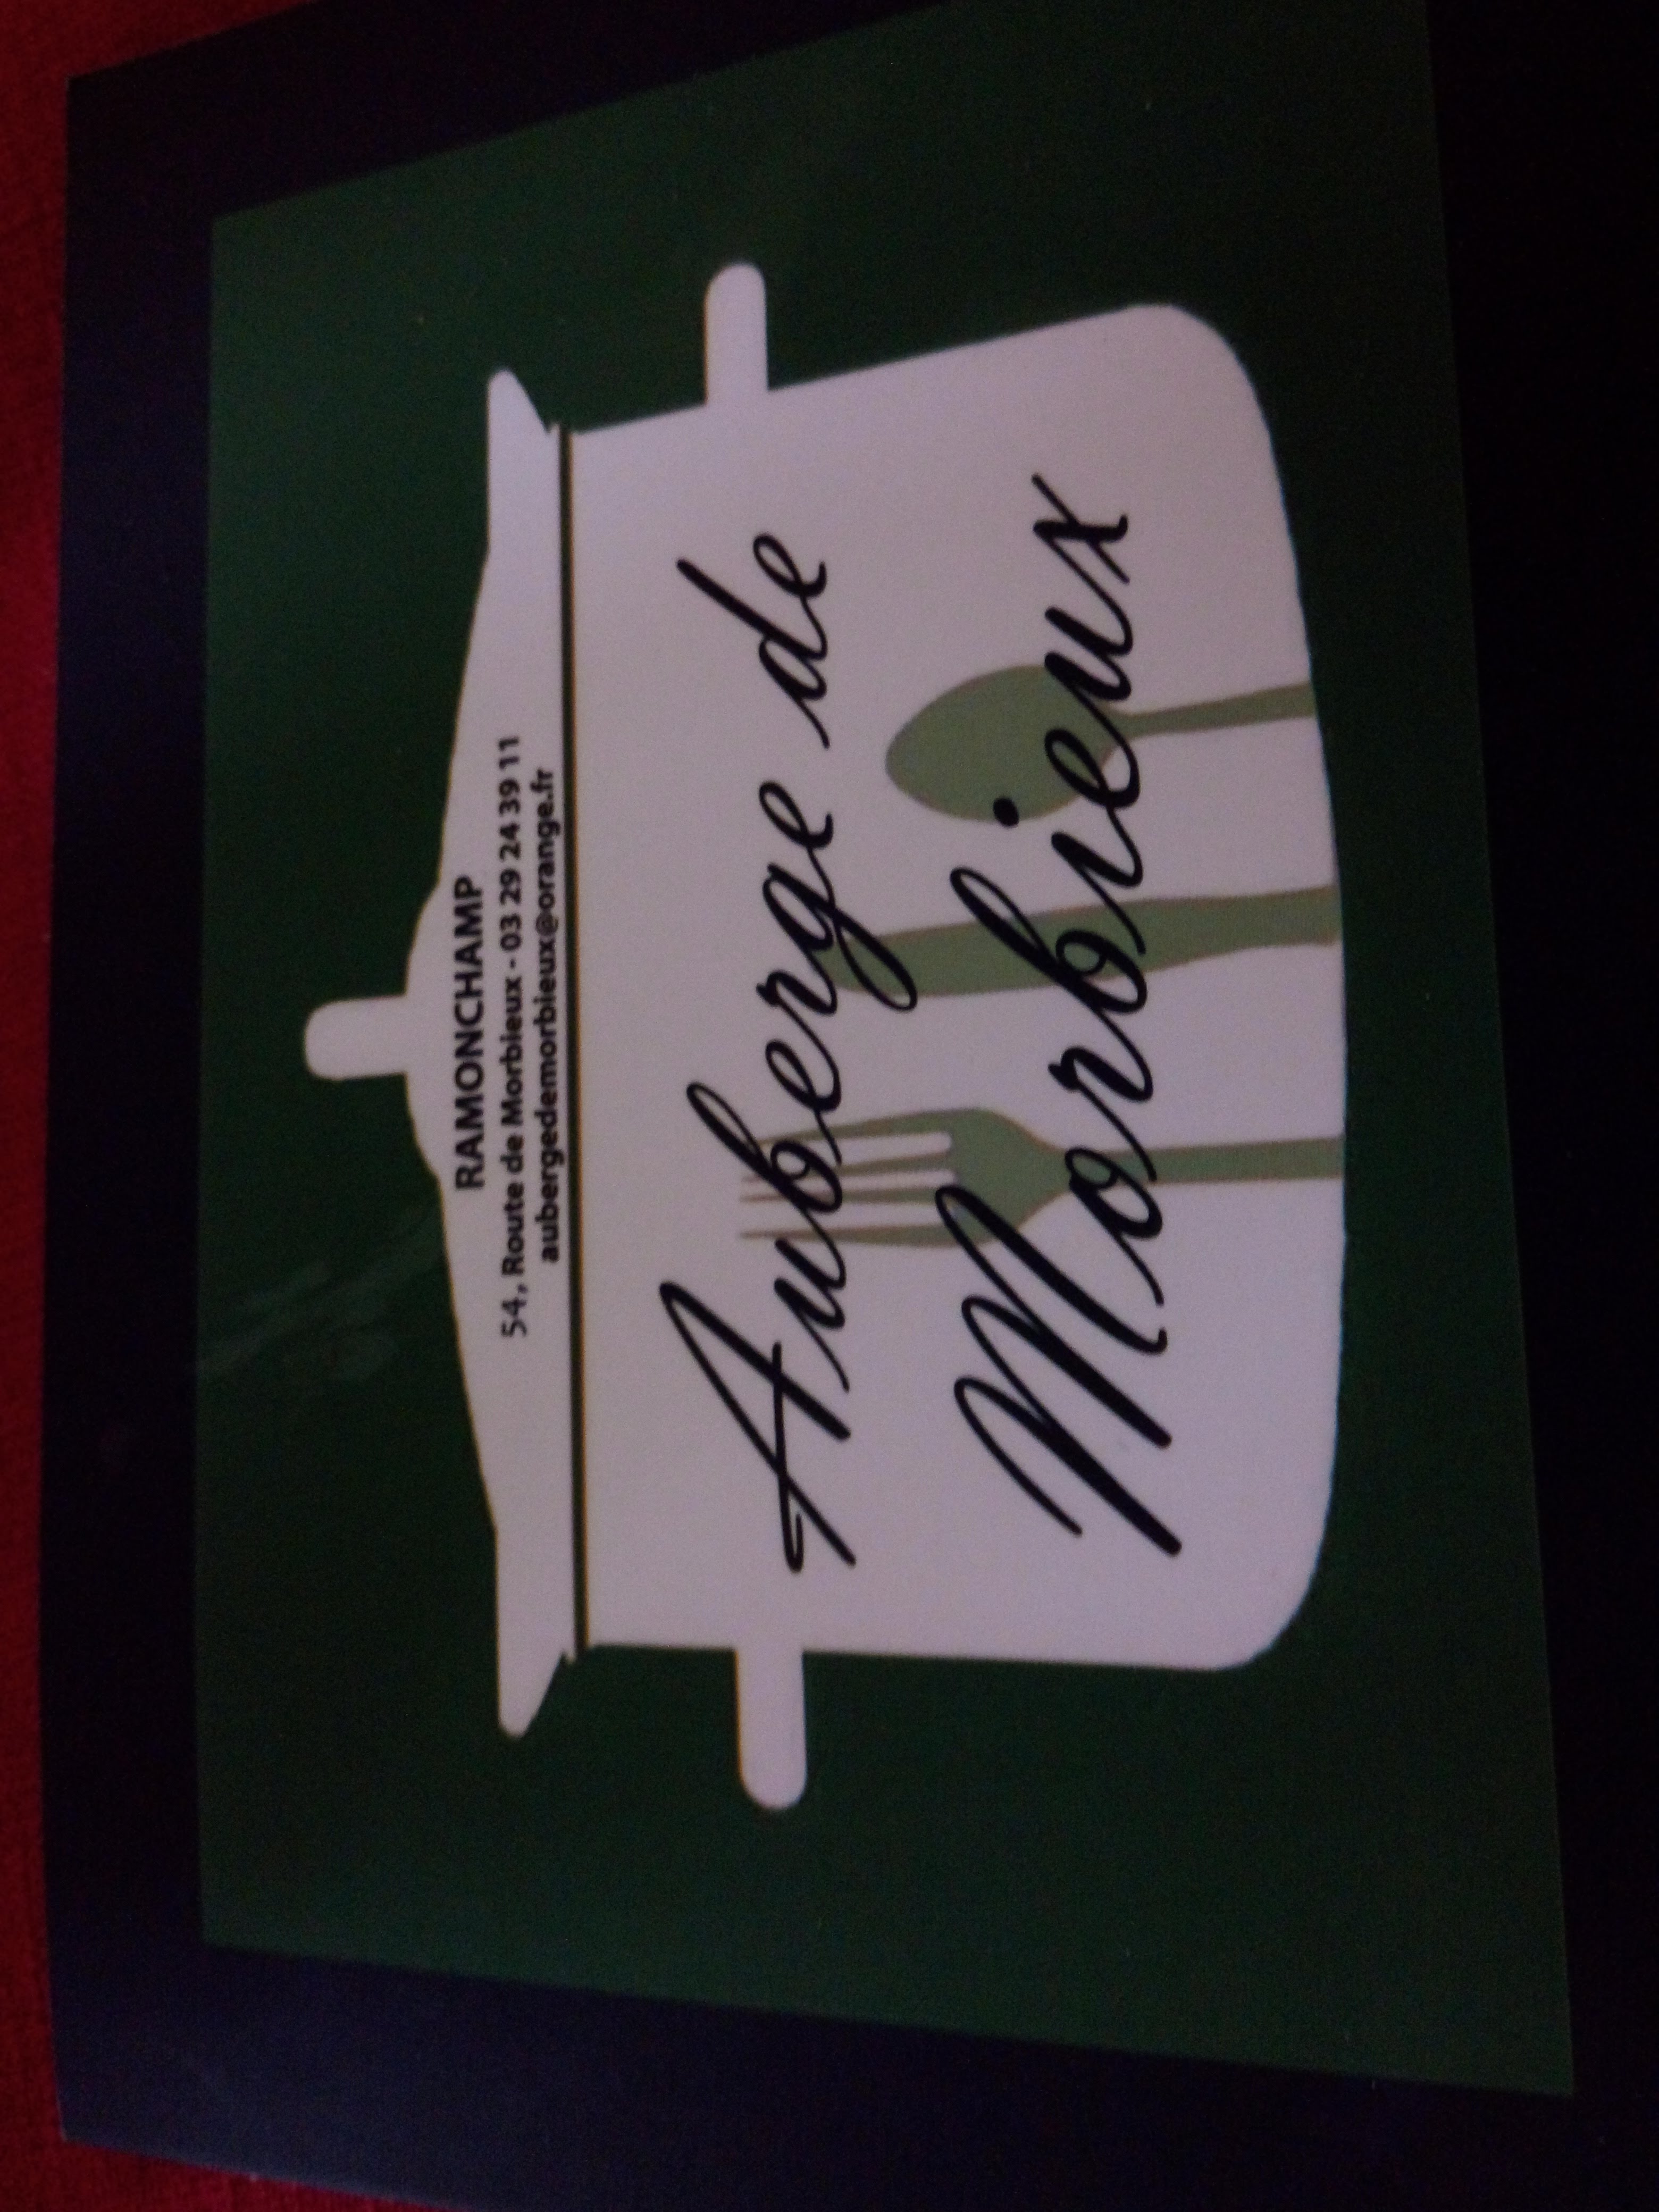 RAMONCHAMP
54, Route de Morbieux - 03 29 24 39 11
aubergedemorbieux@orange.fr
Auberge de
Morbieux